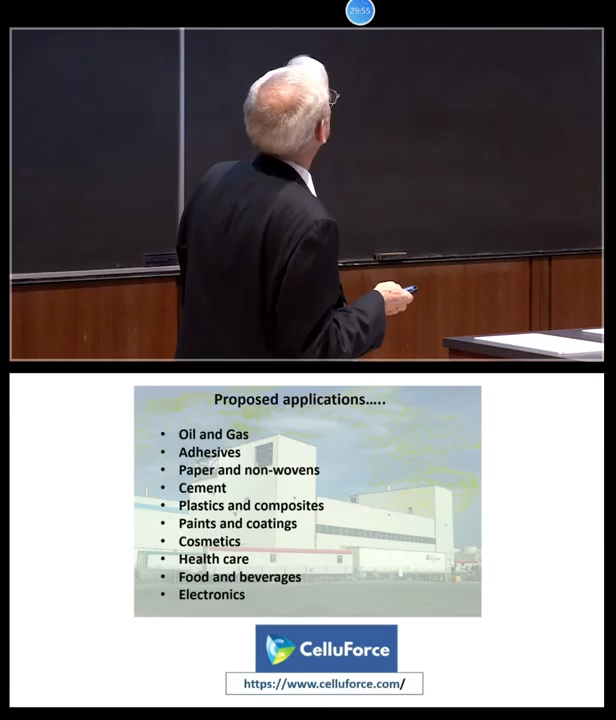 29:55
Proposed applications…..
• Oil and Gas
• Adhesives
• Paper and non-wovens
• Cement
• Plastics and composites
• Paints and coatings
• Cosmetics
• Health care
• Food and beverages
• Electronics
CelluForce
https://www.celluforce.com/